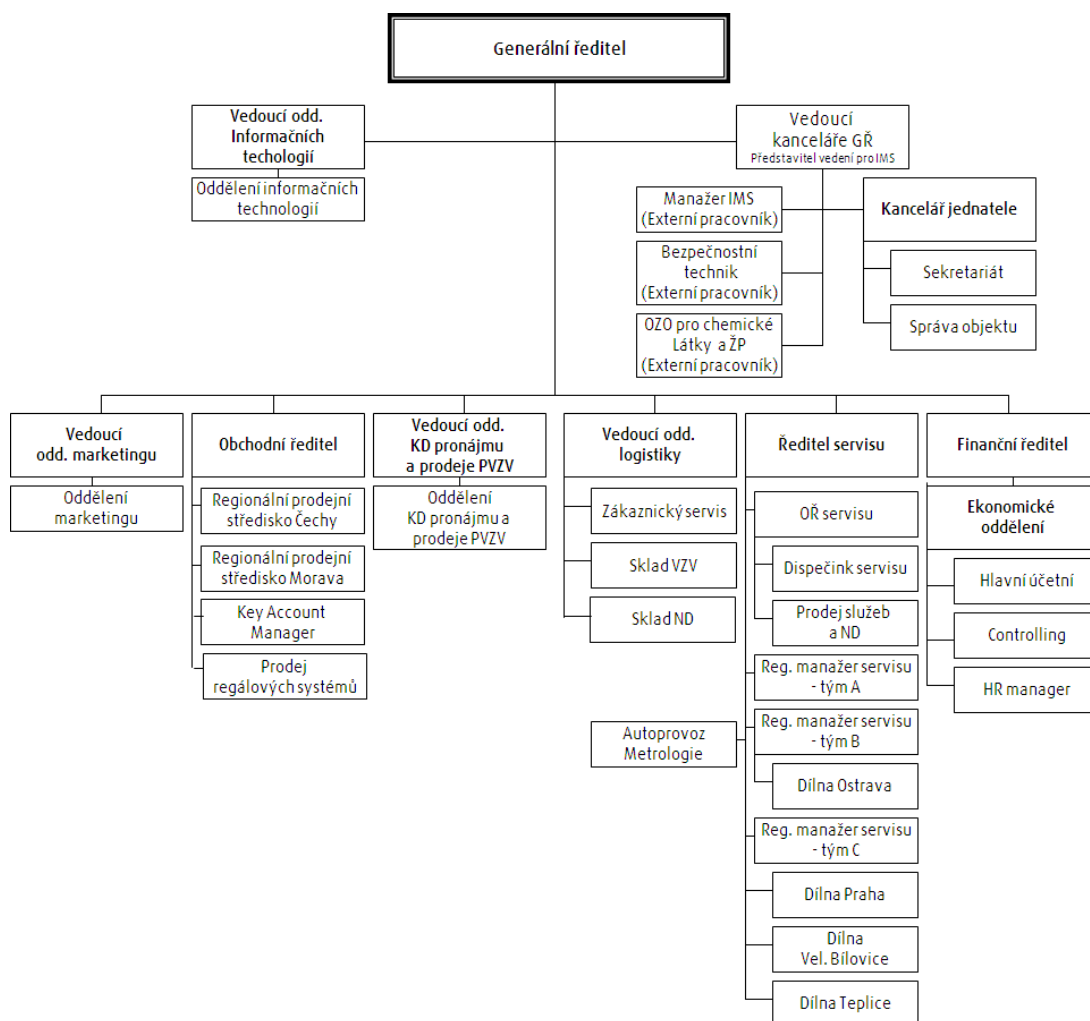 Generální ředitel
Vedoucí odd.
Informačních
techologií
Oddělení informačních
technologií
Vedoucí
kanceláře GŘ
Představitel vedení pro IMS
Manažer IMS
(Externí pracovník)
Bezpečnostní
technik
(Externí pracovník)
OZO pro chemické
Látky a ŽP
(Externí pracovník)
Kancelář jednatele
Sekretariát
Správa objektu
Vedoucí
odd. marketingu
Oddělení
marketingu
Obchodní ředitel
Regionální prodejní
středisko Čechy
Regionální prodejní
středisko Morava
Key Account
Manager
Prodej
regálových systémů
Vedoucí odd.
KD pronájmu
a prodeje PVZV
Oddělení
KD pronájmu a
prodeje PVZV
Vedoucí odd.
logistiky
Zákaznický servis
Sklad VZV
Sklad ND
Ředitel servisu
OŘ servisu
Dispečink servisu
Prodej služeb
a ND
Reg. manažer servisu
- tým A
Reg. manažer servisu
- tým B
Autoprovoz
Metrologie
Dílna Ostrava
Reg. manažer servisu
- tým C
Dílna Praha
Dílna
Vel. Bílovice
Dílna Teplice
Finanční ředitel
Ekonomické
oddělení
Hlavní účetní
Controlling
HR manager